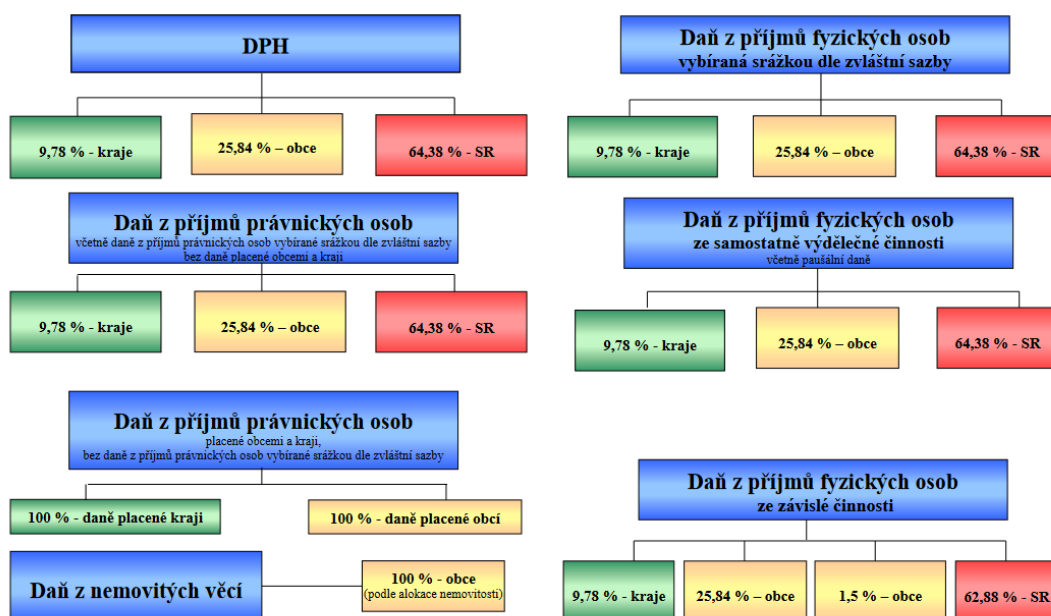 DPH
9,78 % - kraje
25,84 % – obce
64,38 % - SR
Daň z příjmů právnických osob
včetně daně z příjmů právnických osob vybírané srážkou dle zvláštní sazby
bez daně placené obcemi a kraji
9,78 % - kraje
25,84 % – obce
64,38 % - SR
Daň z příjmů právnických osob
placené obcemi a kraji,
bez daně z příjmů právnických osob vybírané srážkou dle zvláštní sazby
100 % - daně placené kraji
100 % - daně placené obcí
Daň z nemovitých věcí
100 % - obce
(podle alokace nemovitosti)
Daň z příjmů fyzických osob
vybíraná srážkou dle zvláštní sazby
9,78 % - kraje
25,84 % – obce
64,38 % - SR
Daň z příjmů fyzických osob
ze samostatně výdělečné činnosti
včetně paušální daně
9,78 % - kraje
25,84 % – obce
64,38 % - SR
Daň z příjmů fyzických osob
ze závislé činnosti
9,78 % - kraje
25,84 % – obce
1,5 % – obce
62,88 % - SR